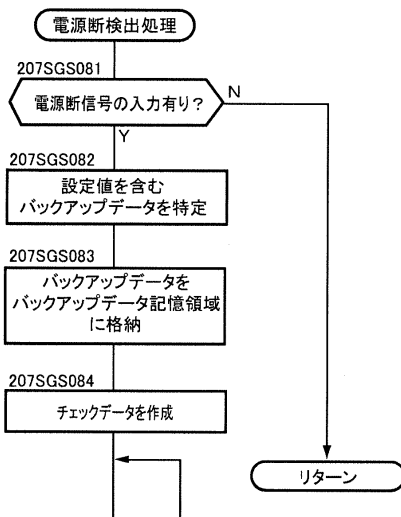 電源断検出処理
207SGS081
電源断信号の入力有り？
N
Y
207SGS082
設定値を含む
バックアップデータを特定
207SGS083
バックアップデータを
バックアップデータ記憶領域
に格納
207SGS084
チェックデータを作成
リターン